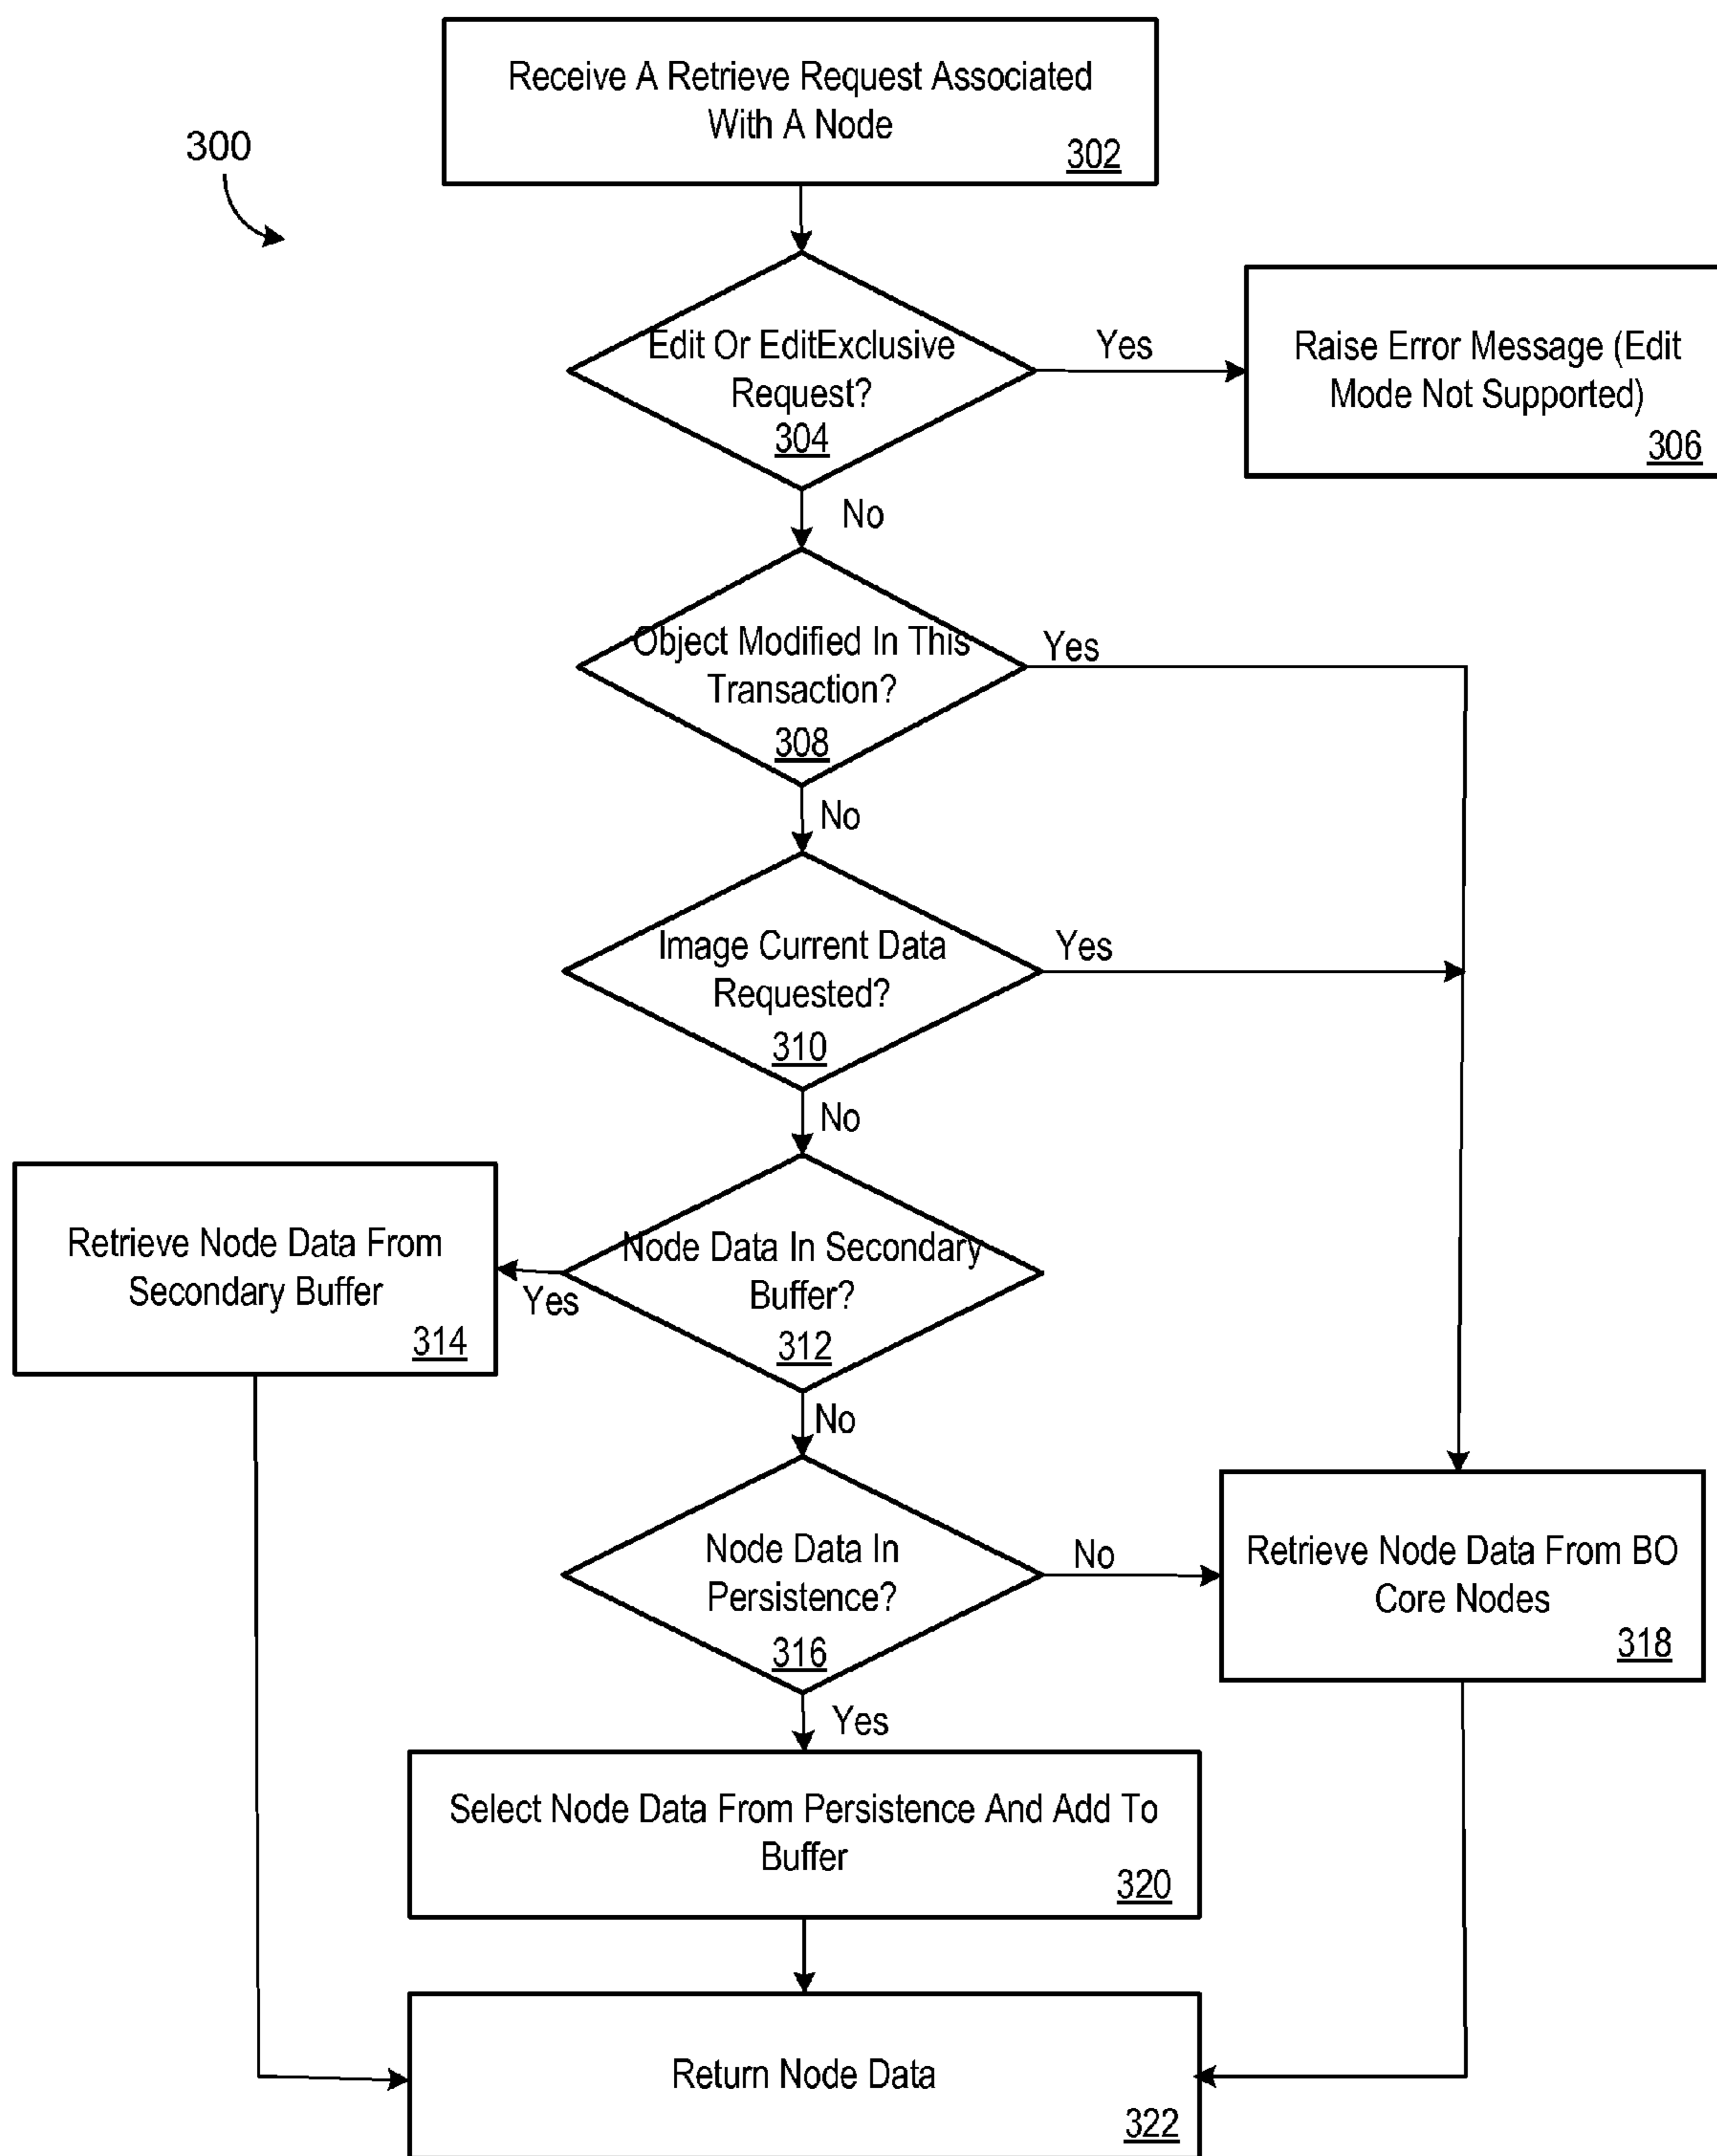 Receive A Retrieve Request Associated
With A Node
302
300
Edit Or EditExclusive
Request?
304
Yes
Raise Error Message (Edit
Mode Not Supported)
306
No
Object Modified In This
Transaction?
308
Yes
No
Image Current Data
Requested?
310
Yes
No
Node Data In Secondary
Buffer?
312
Yes
Retrieve Node Data From
Secondary Buffer
314
No
Node Data In
Persistence?
316
No
Retrieve Node Data From BO
Core Nodes
318
Yes
Select Node Data From Persistence And Add To
Buffer
320
Return Node Data
322